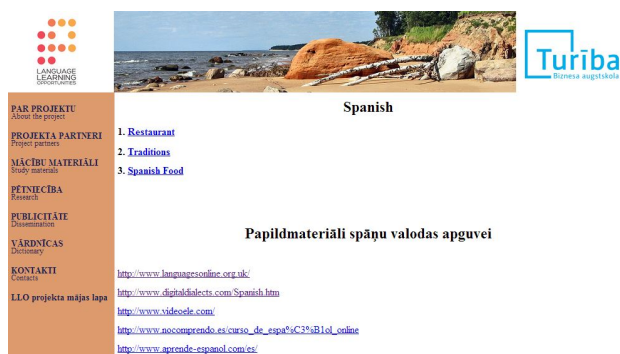 LANGUAGE
LEARNING
OPPORTUNITIES
Turība
Biznesa augstskola
PAR PROJEKTU
About the project
PROJEKTA PARTNERI
Project partners
MĀCĪBU MATERIĀLI
Study materials
PĒTNIECĪBA
Research
PUBLICITĀTE
Dissemination
VĀRDNĪCAS
Dictionary
KONTAKTI
Contacts
LLO projekta mājas lapa
Spanish
1. Restaurant
2. Traditions
3. Spanish Food
Papildmateriāli spāņu valodas apguvei
http://www.languagesonline.org.uk/
http://www.digitaldialects.com/Spanish.htm
http://www.videoele.com/
http://www.nocomprendo.es/curso_de_espa%C3%B1ol_online
http://www.aprende-espanol.com/es/